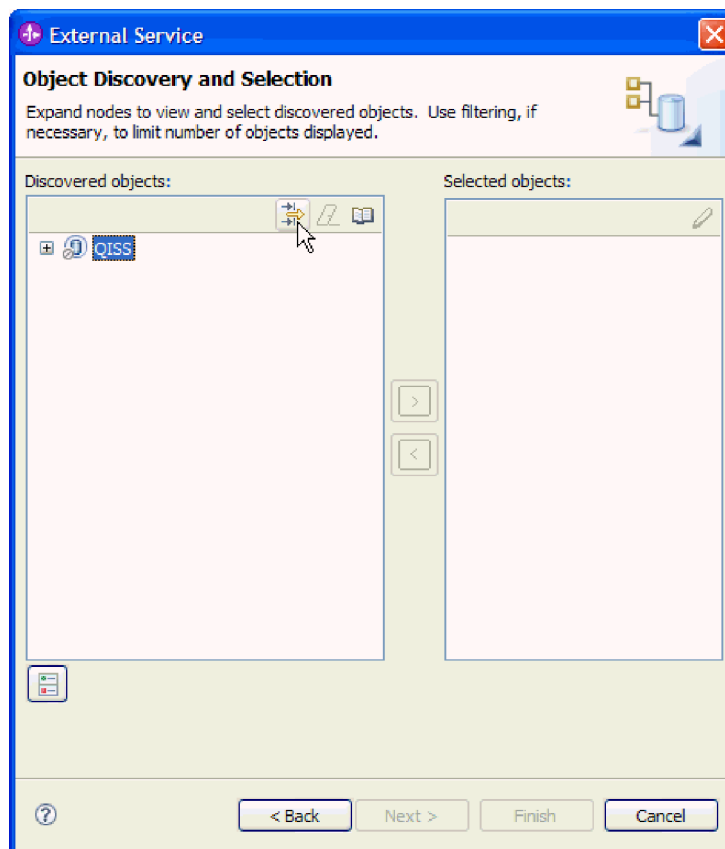 External Service
Object Discovery and Selection
Expand nodes to view and select discovered objects. Use filtering, if
necessary, to limit number of objects displayed.
Discovered objects:
Selected objects:
QISS
< Back
Next >
Finish
Cancel